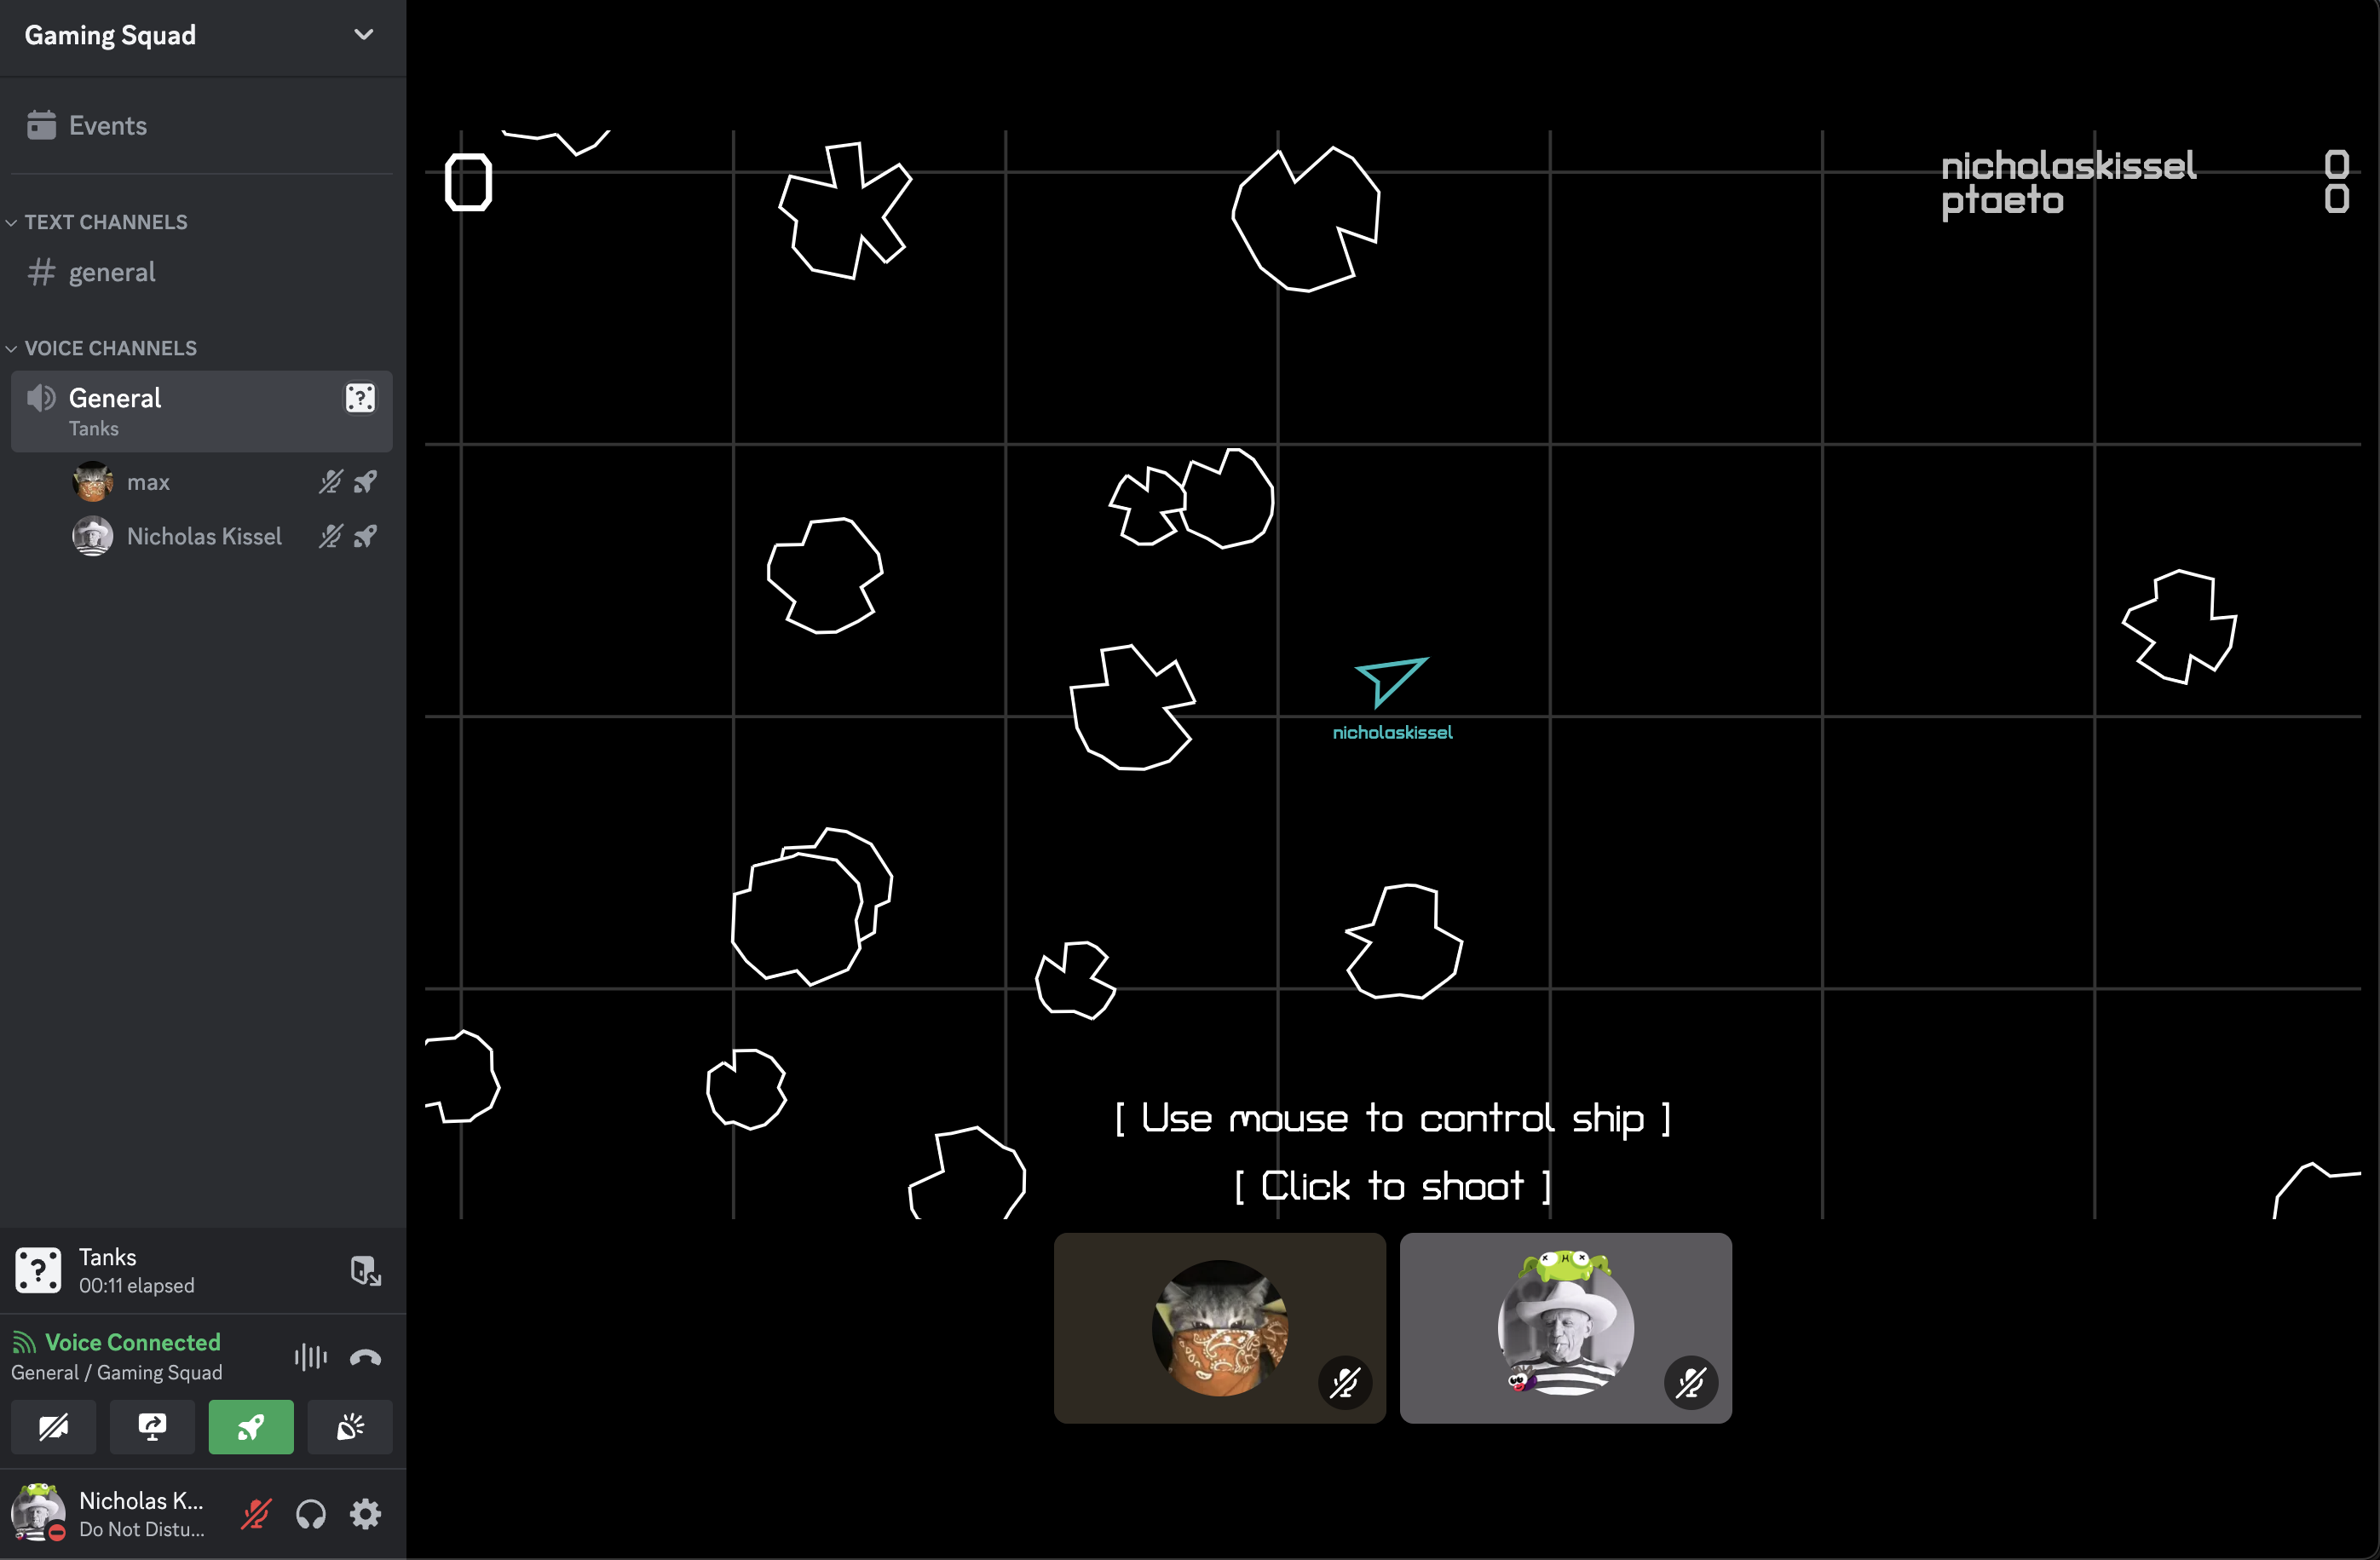 Gaming Squad
Events
TEXT CHANNELS
general
VOICE CHANNELS
General
Tanks
max
Nicholas Kissel
Tanks
00:11 elapsed
Voice Connected
General / Gaming Squad
Nicholas K...
Do Not Distu...
0
nicholaskissel 0
ptaeto 0
nicholaskissel
[ Use mouse to control ship ]
[ Click to shoot ]